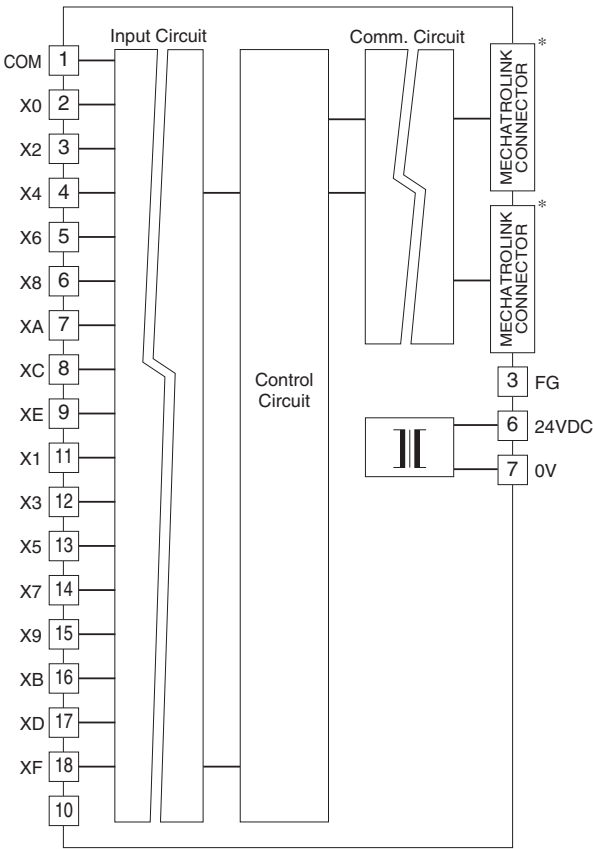 Input Circuit
Comm. Circuit
COM 1
X0 2
X2 3
X4 4
X6 5
X8 6
XA 7
XC 8
XE 9
X1 11
X3 12
X5 13
X7 14
X9 15
XB 16
XD 17
XF 18
10
Control
Circuit
MECHATROLINK
CONNECTOR
*
MECHATROLINK
CONNECTOR
*
3 FG
6 24VDC
7 0V